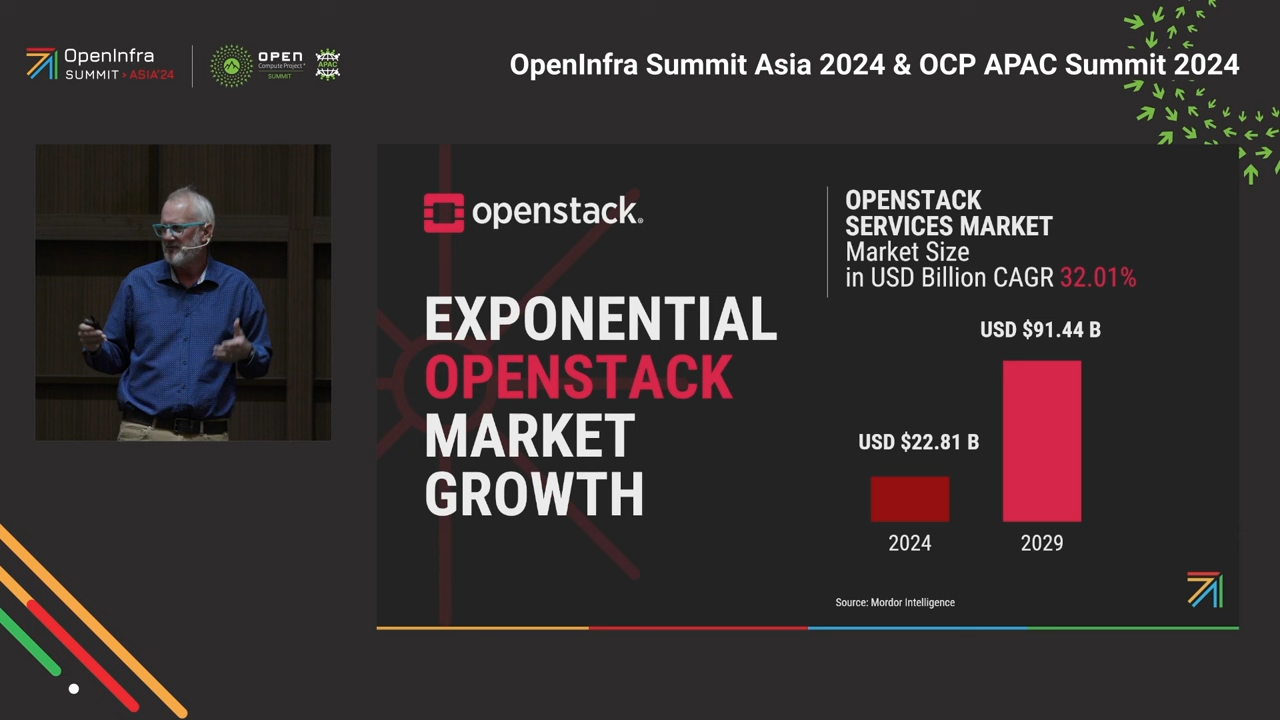 OpenInfra
SUMMIT ASIA'24
OPEN
Compute Project®
SUMMIT
APAC
OpenInfra Summit Asia 2024 & OCP APAC Summit 2024
openstack®
EXPONENTIAL
OPENSTACK
MARKET
GROWTH
OPENSTACK
SERVICES MARKET
Market Size
in USD Billion CAGR 32.01%
USD $91.44 B
USD $22.81 B
2024
2029
Source: Mordor Intelligence